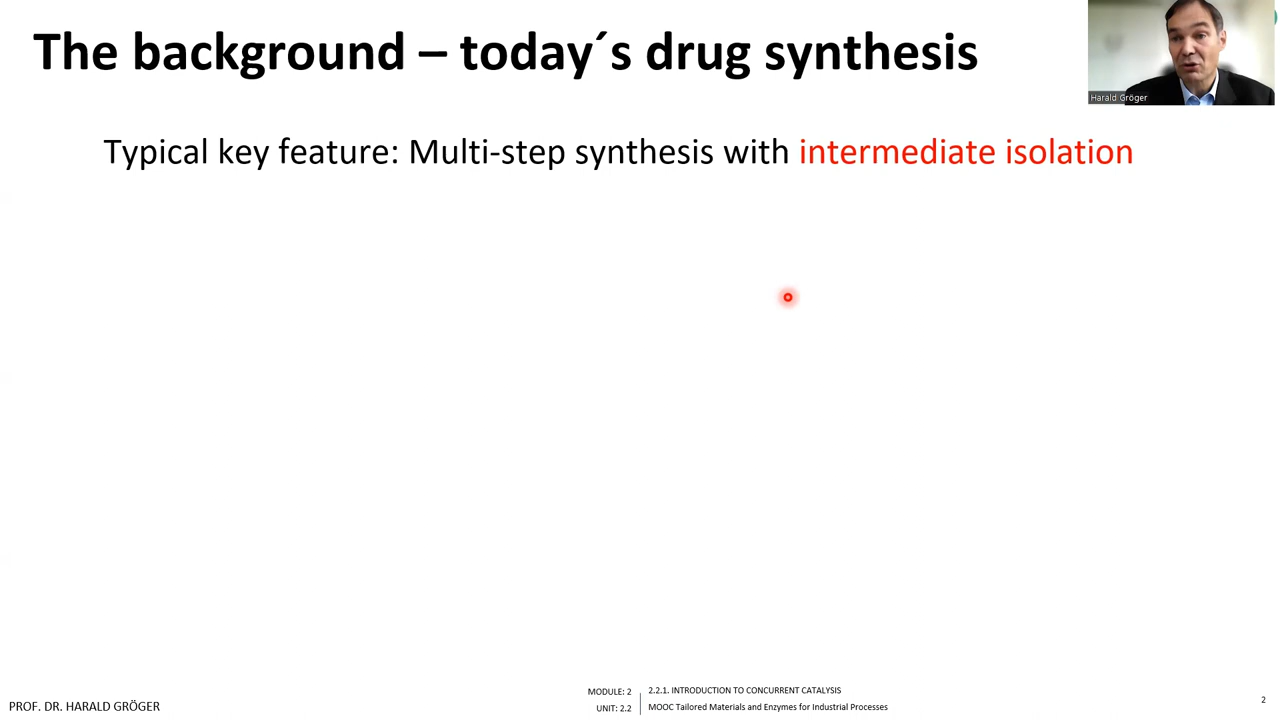 The background – today´s drug synthesis
Harald Gröger
Typical key feature: Multi-step synthesis with intermediate isolation
PROF. DR. HARALD GRÖGER
MODULE: 2
UNIT: 2.2
2.2.1. INTRODUCTION TO CONCURRENT CATALYSIS
MOOC Tailored Materials and Enzymes for Industrial Processes
2